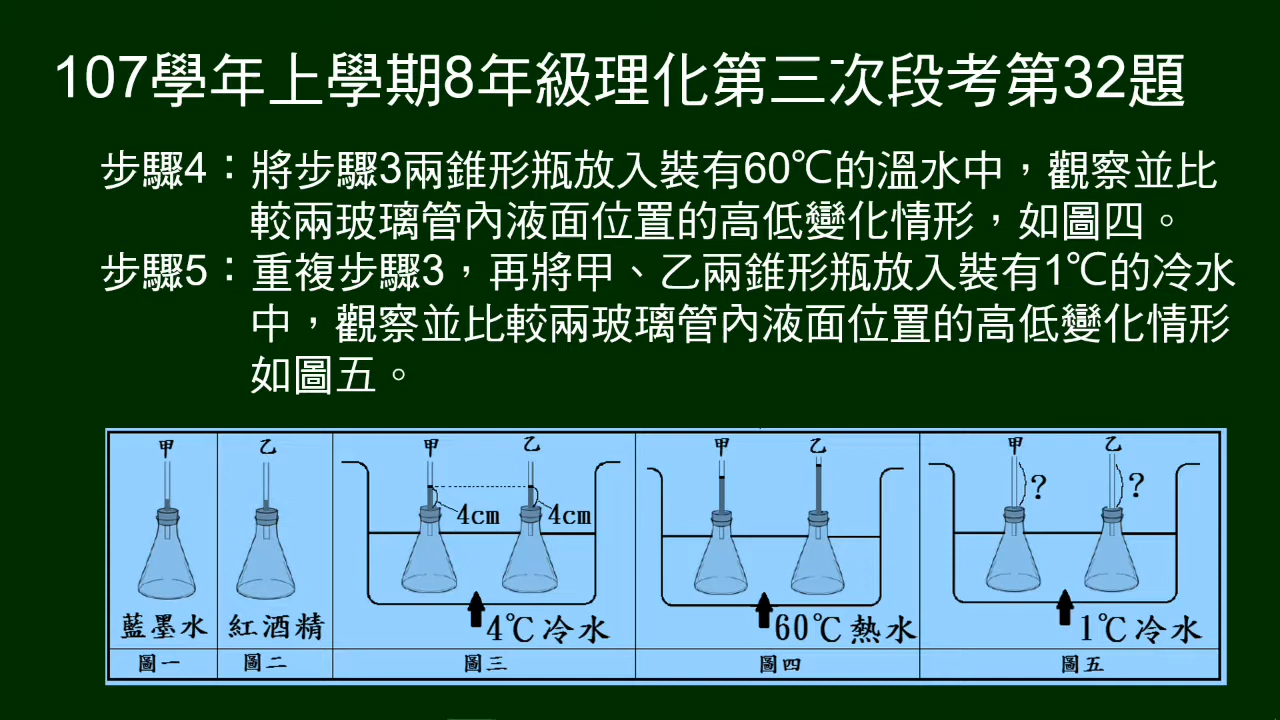 107學年上學期8年級理化第三次段考第32題
步驟4：將步驟3兩錐形瓶放入裝有60℃的溫水中，觀察並比
較兩玻璃管內液面位置的高低變化情形，如圖四。
步驟5：重複步驟3，再將甲、乙兩錐形瓶放入裝有1℃的冷水
中，觀察並比較兩玻璃管內液面位置的高低變化情形
如圖五。
甲 乙 甲 乙 甲 乙 甲 乙
4cm 4cm ? ?
藍墨水 紅酒精 4℃冷水 60℃熱水 1℃冷水
圖一 圖二 圖三 圖四 圖五